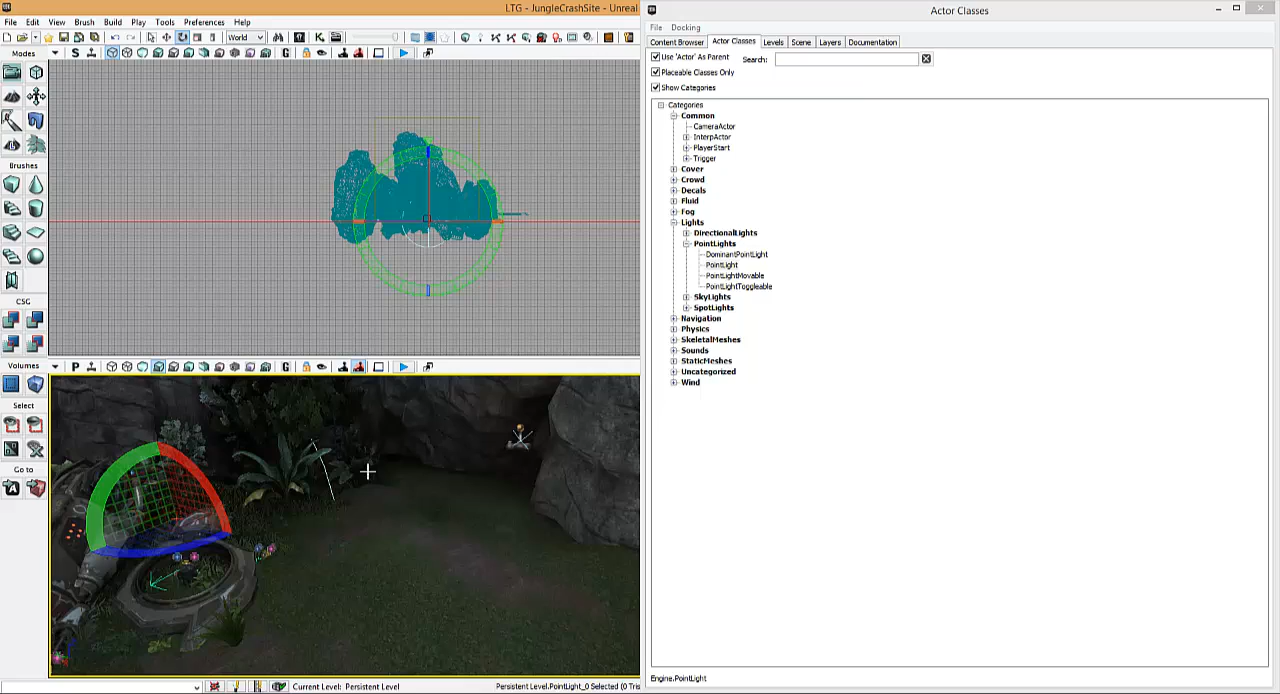 LTG - JungleCrashSite - Unreal
File Edit View Brush Build Play Tools Preferences Help
World
Modes
S
G
Brushes
CSG
Volumes
P
G
Select
Go to
Current Level: Persistent Level
Persistent Level.PointLight_0 Selected (0 Tris
Actor Classes
File Docking
Content Browser Actor Classes Levels Scene Layers Documentation
Use 'Actor' As Parent
Search:
Placeable Classes Only
Show Categories
Categories
Common
CameraActor
InterpActor
PlayerStart
Trigger
Cover
Crowd
Decals
Fluid
Fog
Lights
DirectionalLights
PointLights
DominantPointLight
PointLight
PointLightMovable
PointLightToggleable
SkyLights
SpotLights
Navigation
Physics
SkeletalMeshes
Sounds
StaticMeshes
Uncategorized
Wind
Engine.PointLight